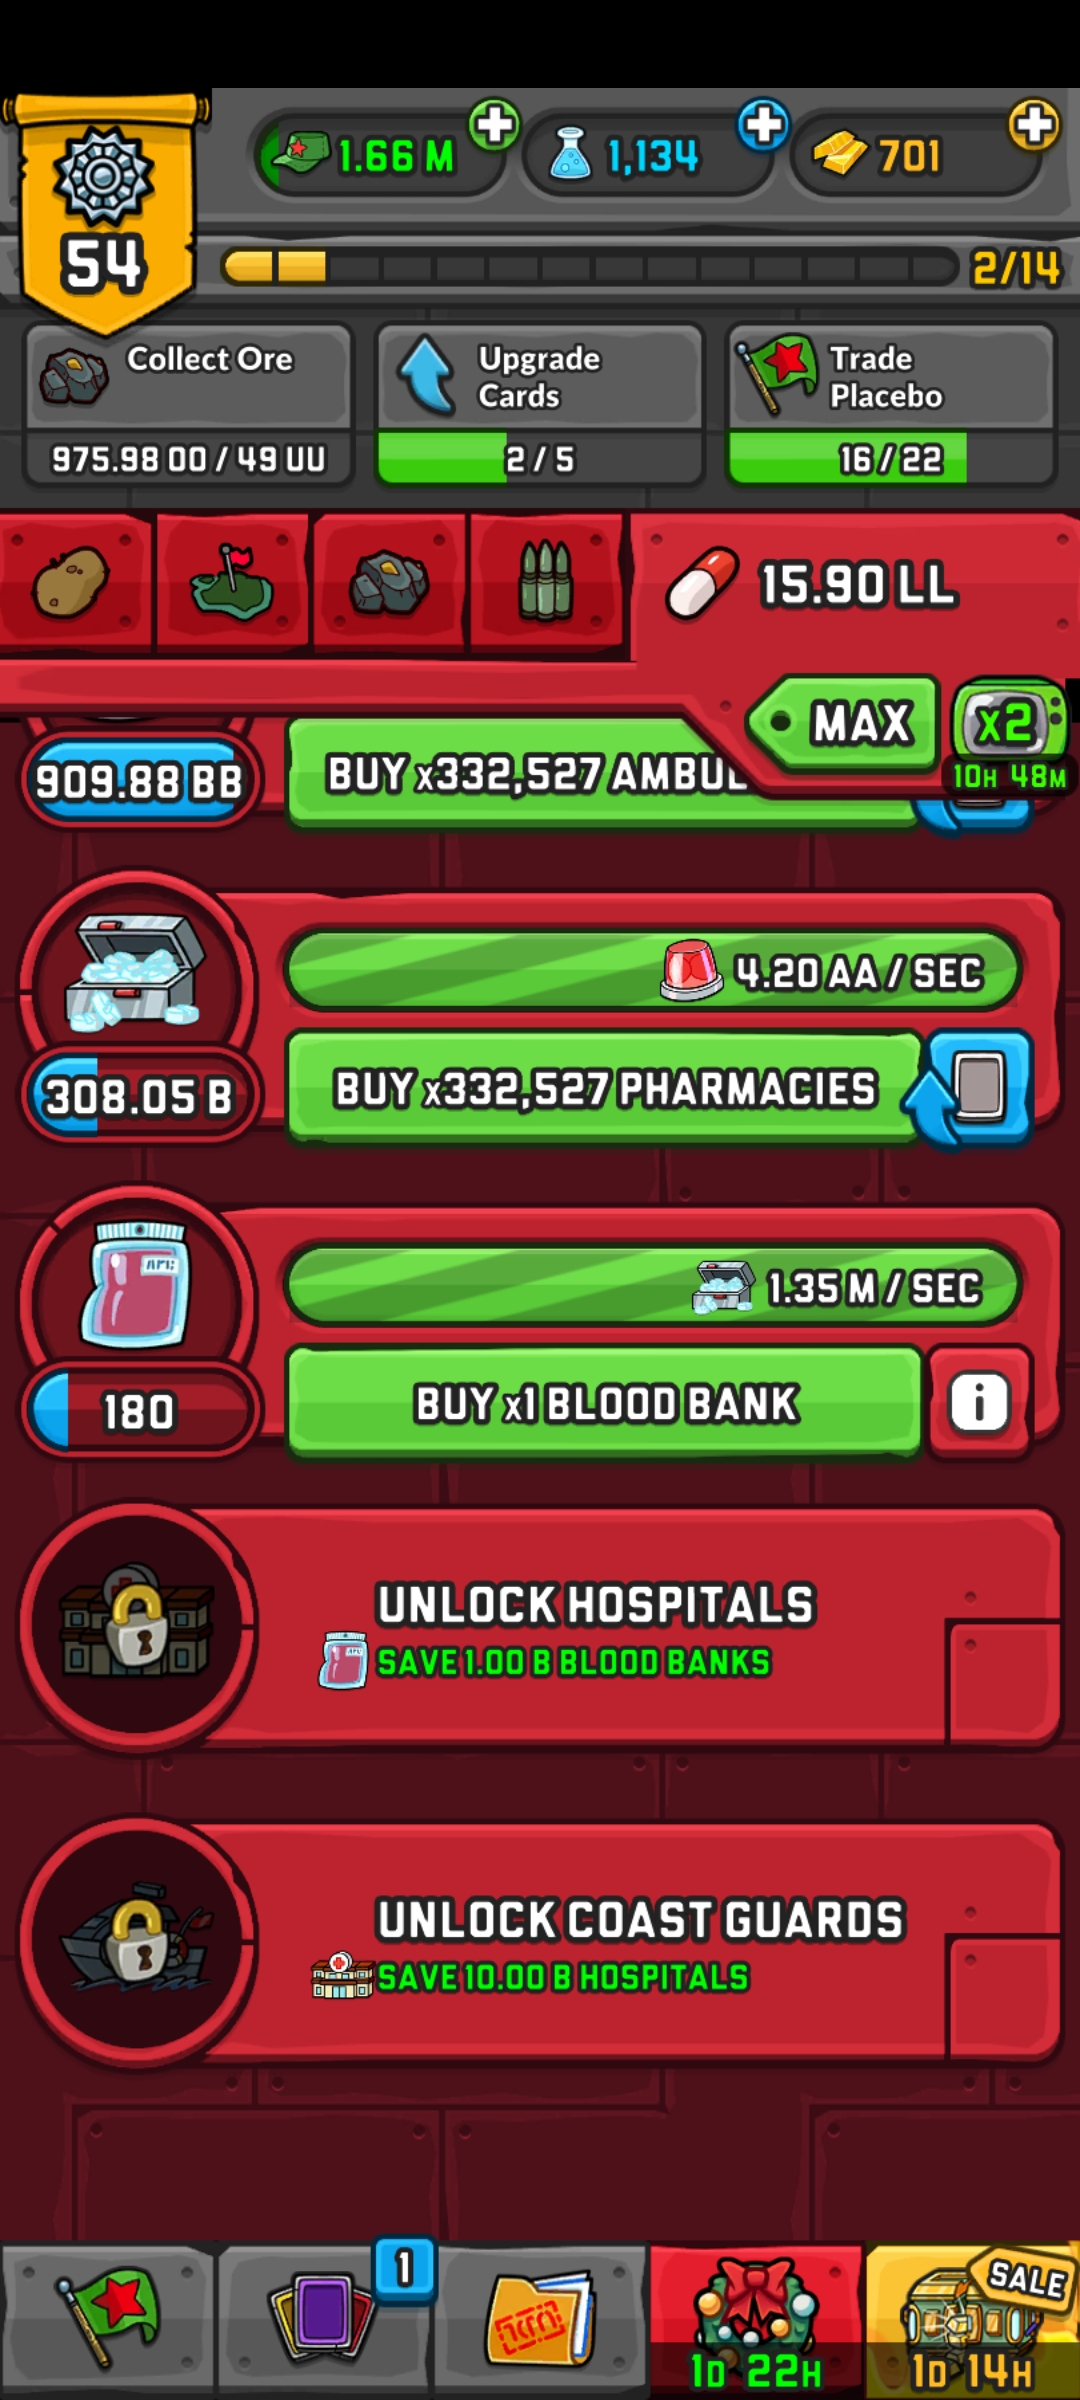 1.66 M
1,134
701
54
2/14
Collect Ore
975.98 OO / 49 UU
Upgrade
Cards
2 / 5
Trade
Placebo
16 / 22
15.90 LL
MAX
x2
10H 48M
909.88 BB
BUY x332,527 AMBUL
4.20 AA / SEC
308.05 B
BUY x332,527 PHARMACIES
1.35 M / SEC
180
BUY x1 BLOOD BANK
i
UNLOCK HOSPITALS
SAVE 1.00 B BLOOD BANKS
UNLOCK COAST GUARDS
SAVE 10.00 B HOSPITALS
1
SALE
1D 22H
1D 14H